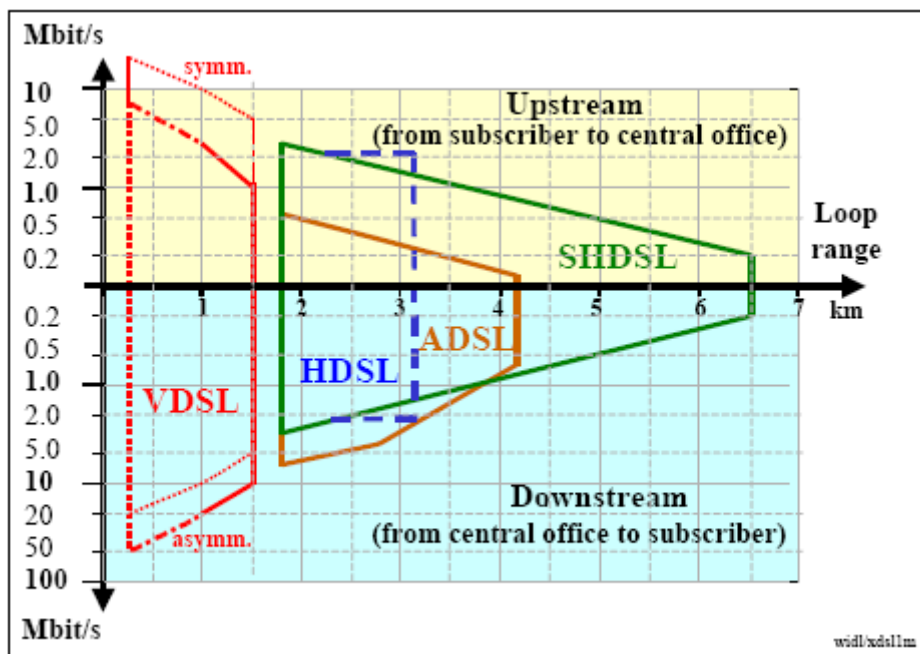 Mbit/s
symm.
10
5.0
2.0
1.0
0.5
0.2
Upstream
(from subscriber to central office)
Loop
range
SHDSL
1 2 3 4 5 6 7
km
0.2
0.5
1.0
2.0
5.0
10
20
50
100
ADSL
HDSL
VDSL
Downstream
(from central office to subscriber)
asymm.
Mbit/s
widl/xdsl1m